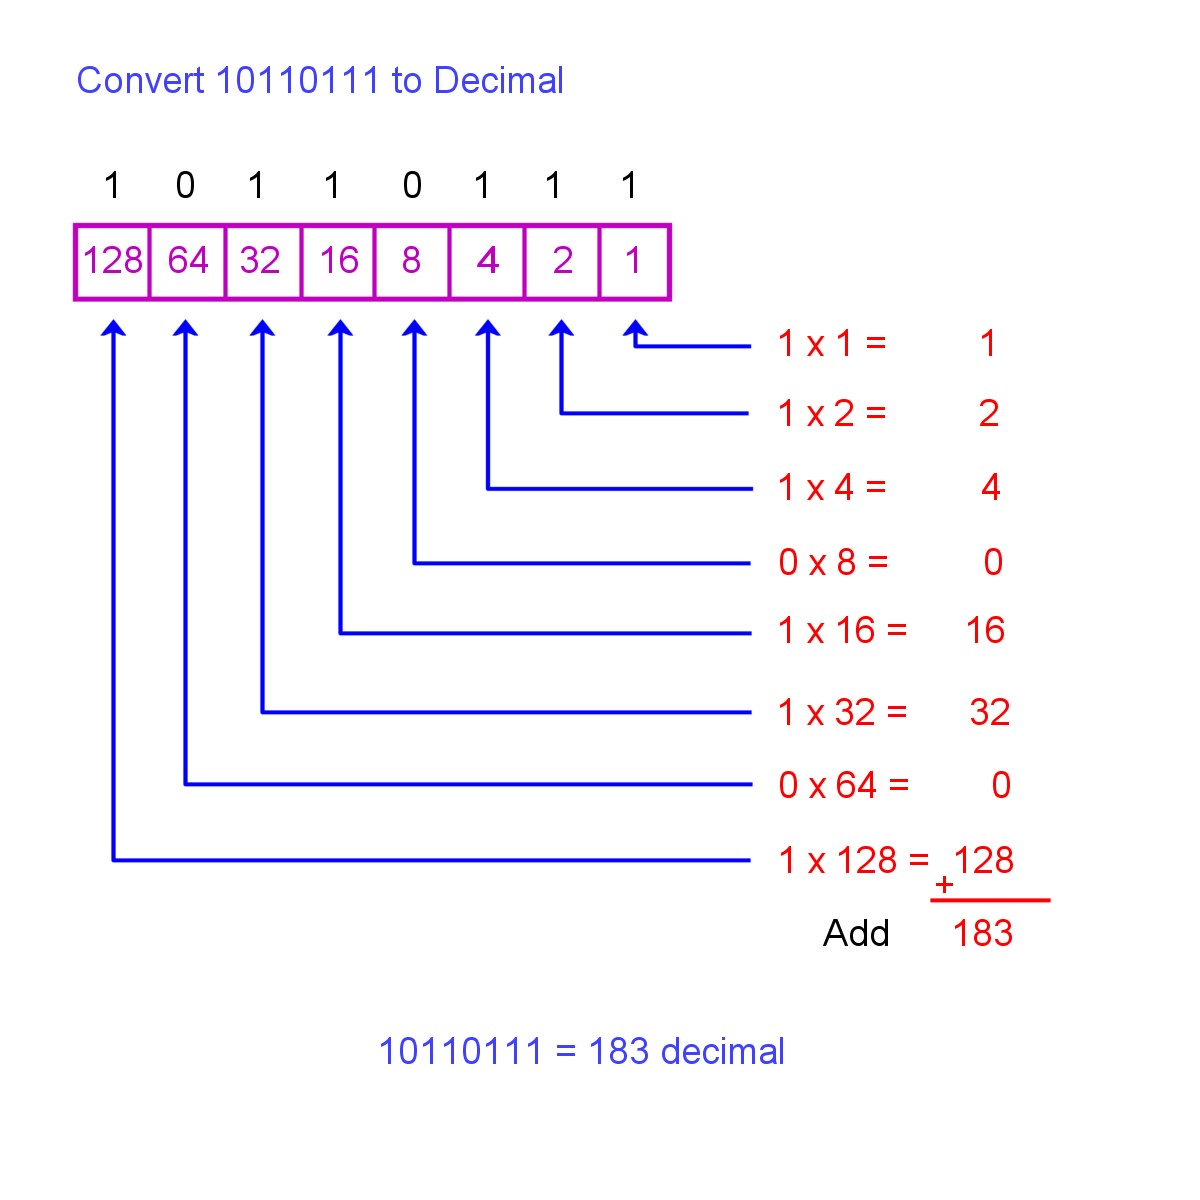 Convert 10110111 to Decimal
1 0 1 1 0 1 1 1
128 64 32 16 8 4 2 1
1 x 1 = 1
1 x 2 = 2
1 x 4 = 4
0 x 8 = 0
1 x 16 = 16
1 x 32 = 32
0 x 64 = 0
1 x 128 = 128
+
Add 183
10110111 = 183 decimal